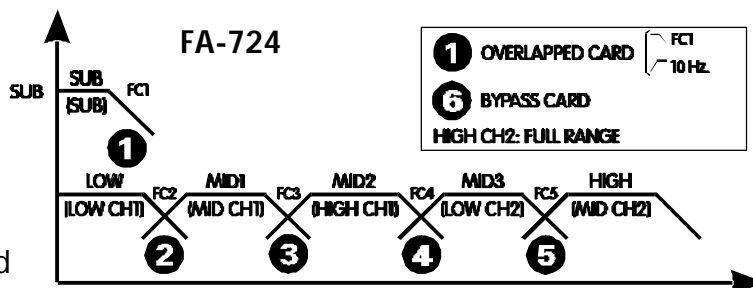 FA-724
1 OVERLAPPED CARD FC1
10 Hz.
6 BYPASS CARD
HIGH CH2: FULL RANGE
SUB SUB FC1
(SUB)
1
LOW FC2 MID1 FC3 MID2 FC4 MID3 FC5 HIGH
(LOW CH1) (MID CH1) (HIGH CH1) (LOW CH2) (MID CH2)
2 3 4 5
d